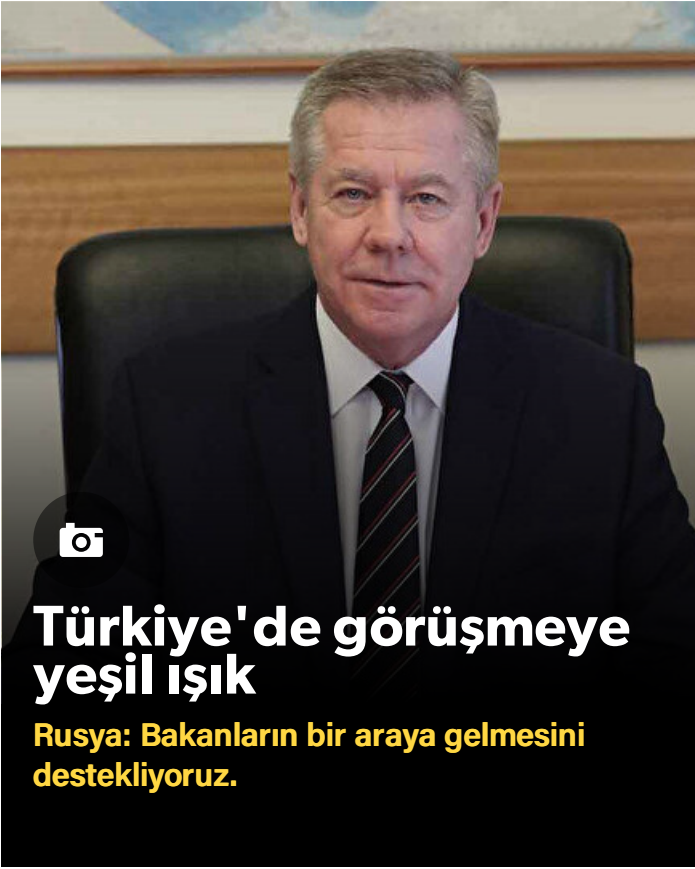 Türkiye'de görüşmeye
yeşil ışık
Rusya: Bakanların bir araya gelmesini
destekliyoruz.